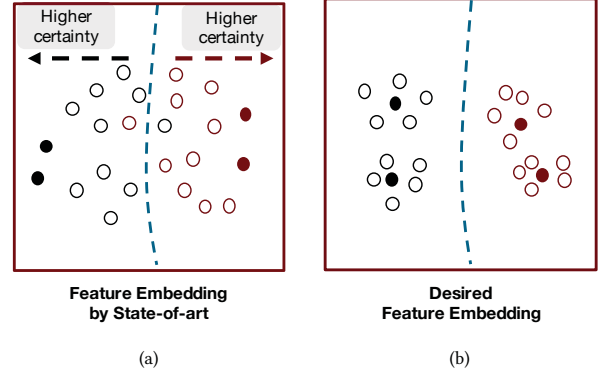 Higher
certainty
Higher
certainty
Feature Embedding
by State-of-art
Desired
Feature Embedding
(a)
(b)